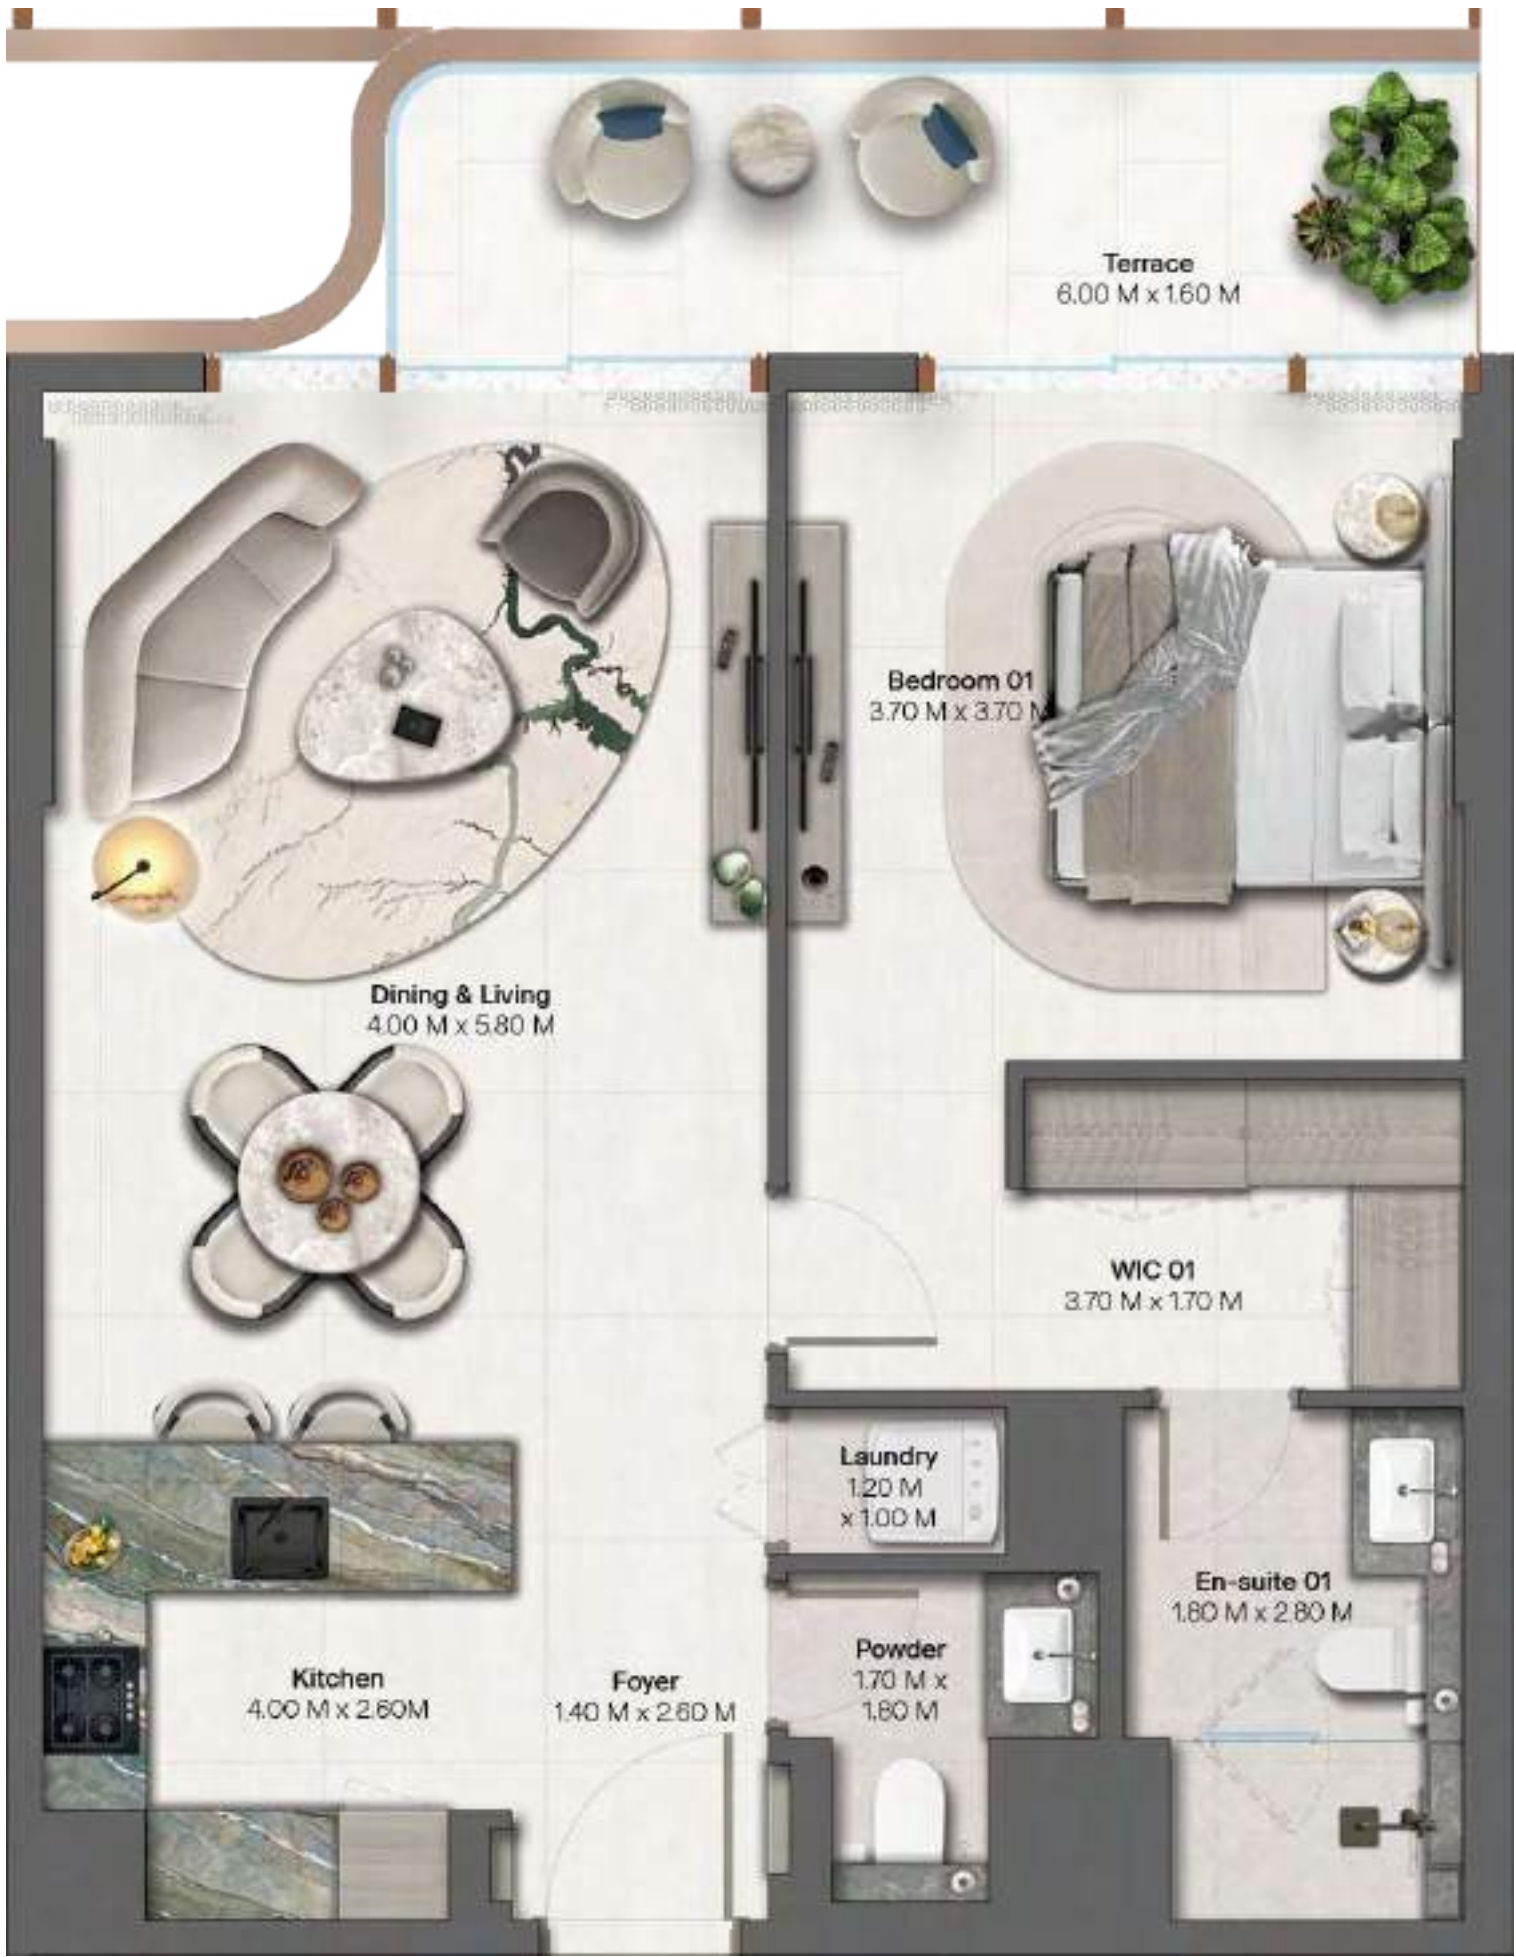 Terrace
6.00 M x 1.60 M
Bedroom 01
3.70 M x 3.70 M
Dining & Living
4.00 M x 5.80 M
WIC 01
3.70 M x 1.70 M
Laundry
1.20 M
x 1.00 M
En-suite 01
1.80 M x 2.80 M
Kitchen
4.00 M x 2.60M
Foyer
1.40 M x 2.60 M
Powder
1.70 M x
1.80 M